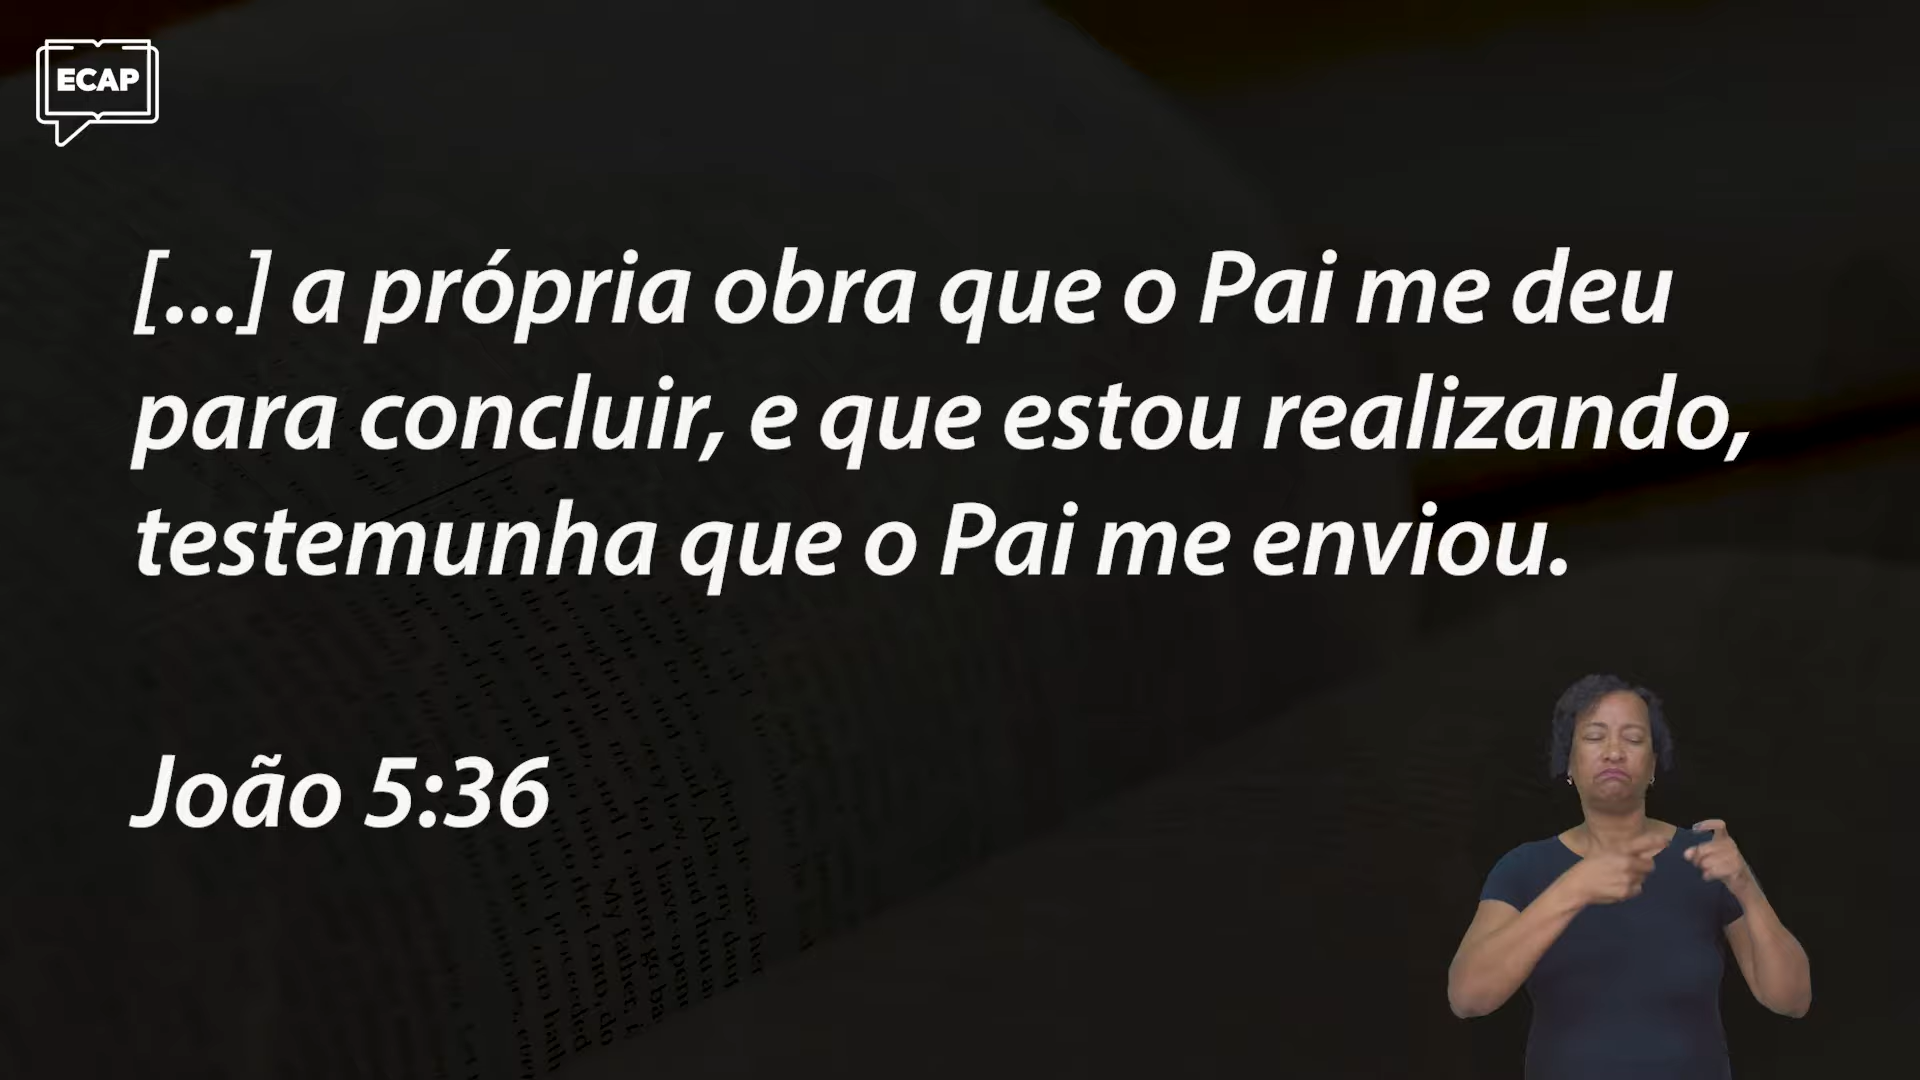 ECAP
[...] a própria obra que o Pai me deu
para concluir, e que estou realizando,
testemunha que o Pai me enviou.
João 5:36